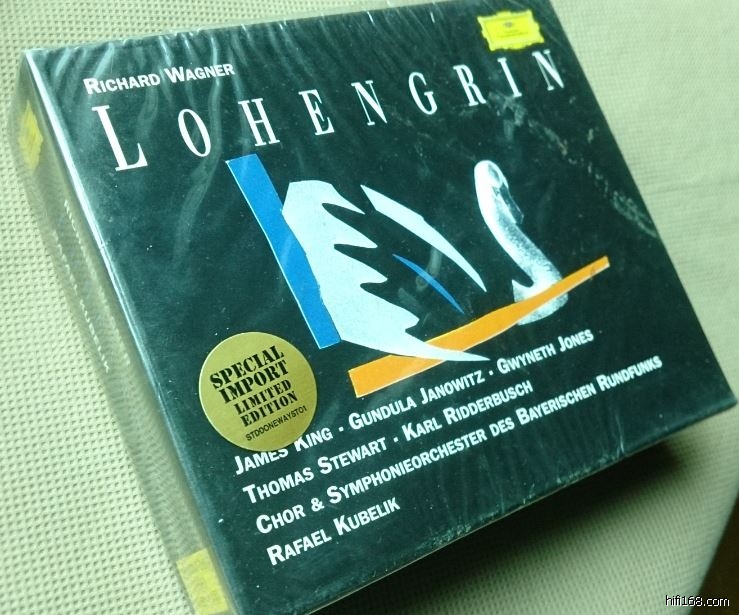 RICHARD WAGNER
LOHENGRIN
SPECIAL
IMPORT
LIMITED
EDITION
STDOONEWAYSTO1
JAMES KING · GUNDULA JANOWITZ · GWYNETH JONES
THOMAS STEWART · KARL RIDDERBUSCH
CHOR & SYMPHONIEORCHESTER DES BAYERISCHEN RUNDFUNKS
RAFAEL KUBELIK
hifi168.com